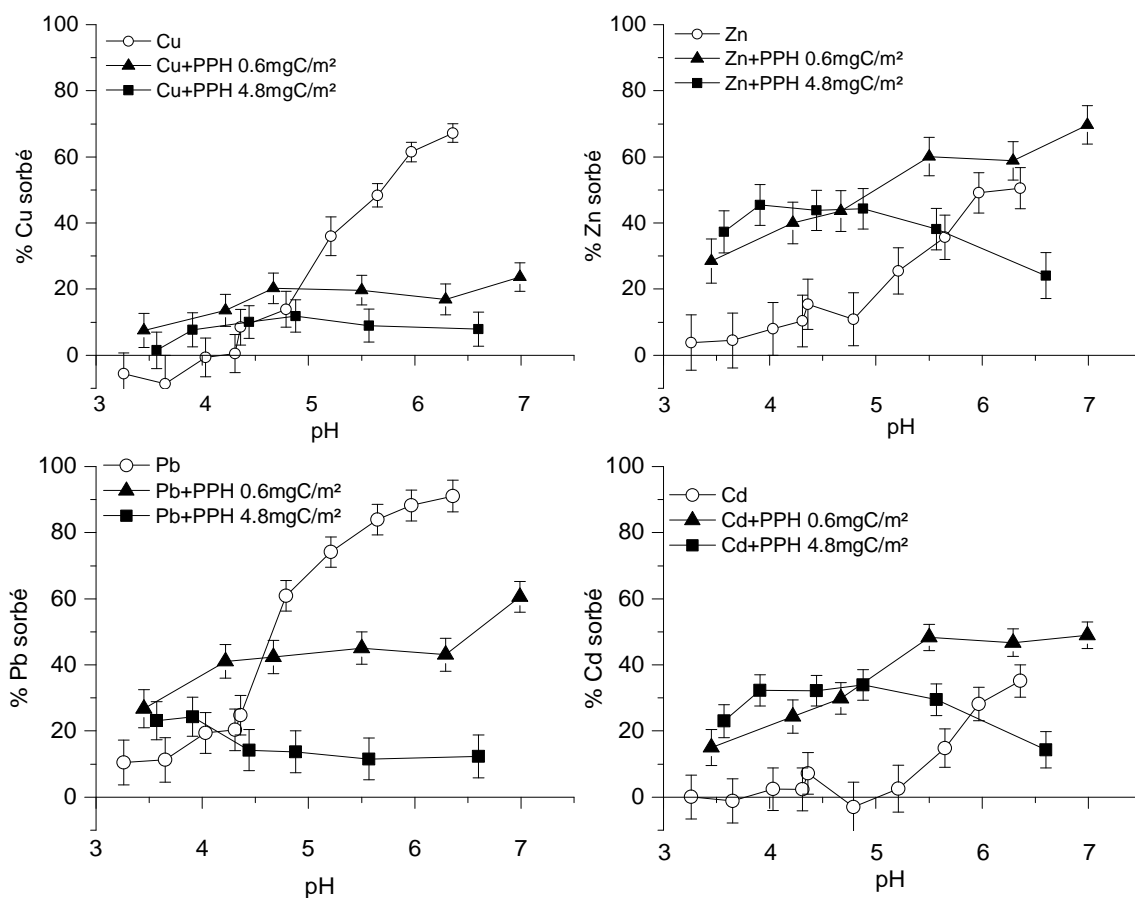 100
80
60
40
20
0
% Cu sorbé
Cu
Cu+PPH 0.6mgC/m²
Cu+PPH 4.8mgC/m²
3 4 5 6 7
pH
100
80
60
40
20
0
% Zn sorbé
Zn
Zn+PPH 0.6mgC/m²
Zn+PPH 4.8mgC/m²
3 4 5 6 7
pH
100
80
60
40
20
0
% Pb sorbé
Pb
Pb+PPH 0.6mgC/m²
Pb+PPH 4.8mgC/m²
3 4 5 6 7
pH
100
80
60
40
20
0
% Cd sorbé
Cd
Cd+PPH 0.6mgC/m²
Cd+PPH 4.8mgC/m²
3 4 5 6 7
pH